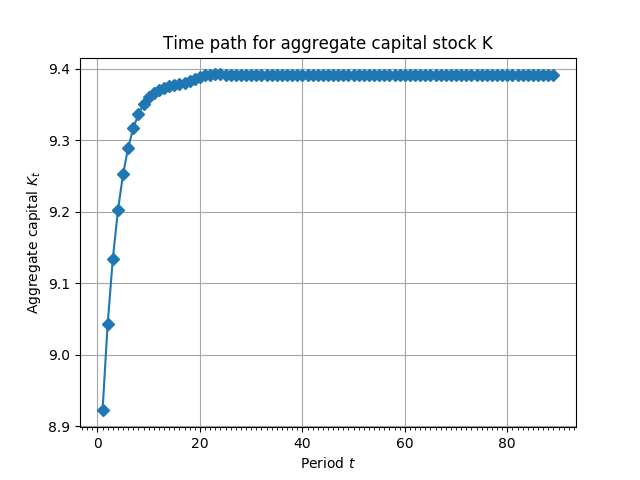 Time path for aggregate capital stock K
Aggregate capital $K_t$
9.4
9.3
9.2
9.1
9.0
8.9
0 20 40 60 80
Period $t$